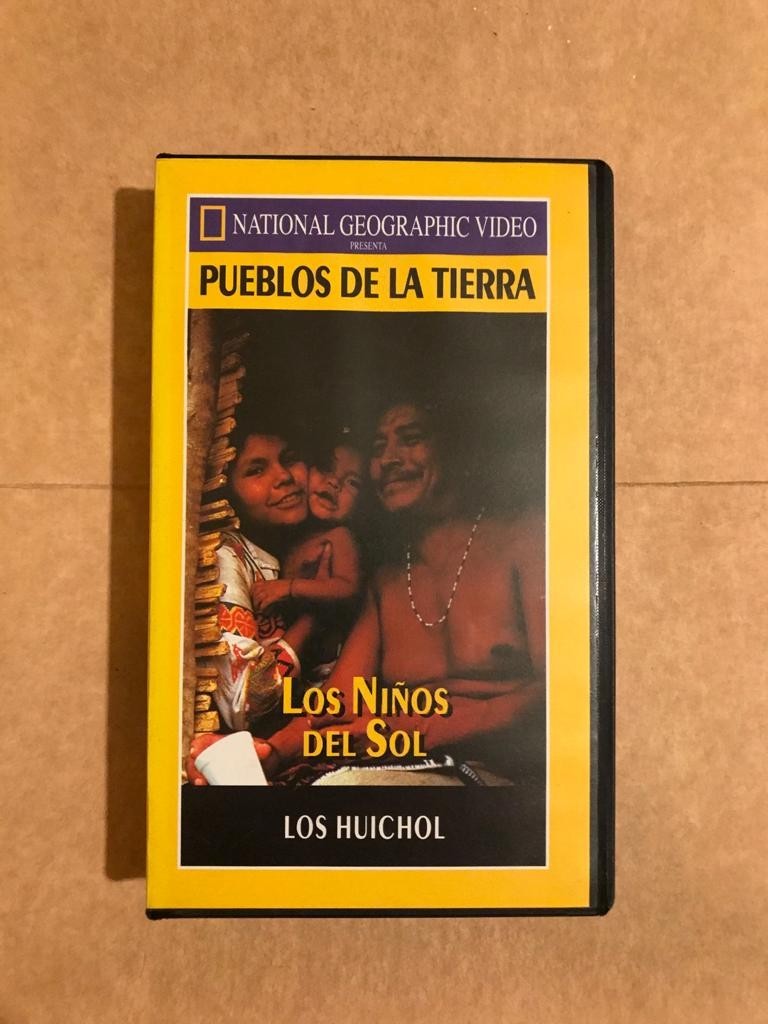 NATIONAL GEOGRAPHIC VIDEO
PRESENTA
PUEBLOS DE LA TIERRA
LOS NIÑOS
DEL SOL
LOS HUICHOL